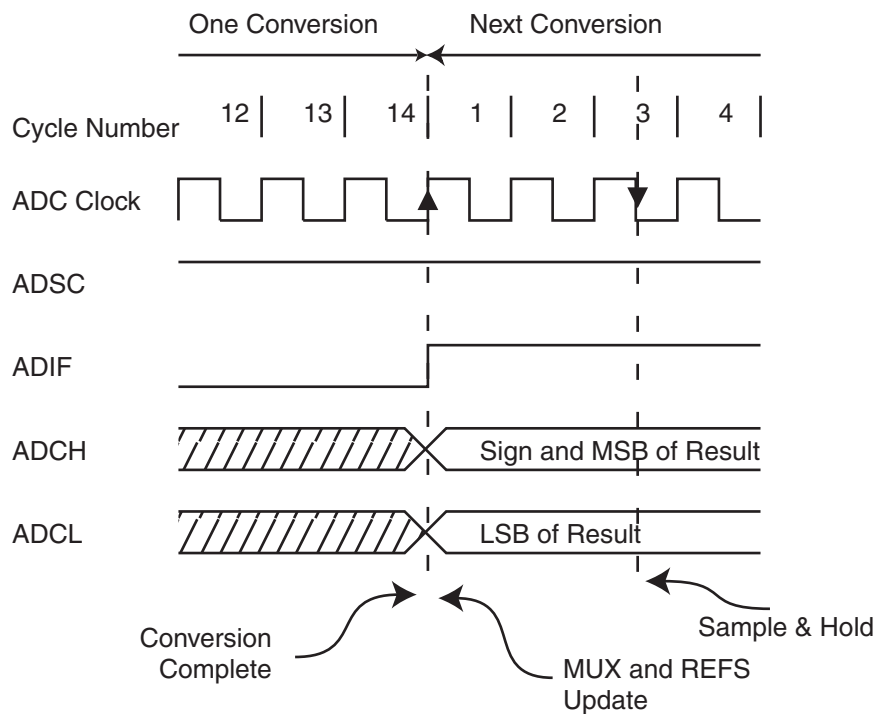 One Conversion Next Conversion
Cycle Number 12 13 14 1 2 3 4
ADC Clock
ADSC
ADIF
ADCH Sign and MSB of Result
ADCL LSB of Result
Conversion
Complete
MUX and REFS
Update
Sample & Hold